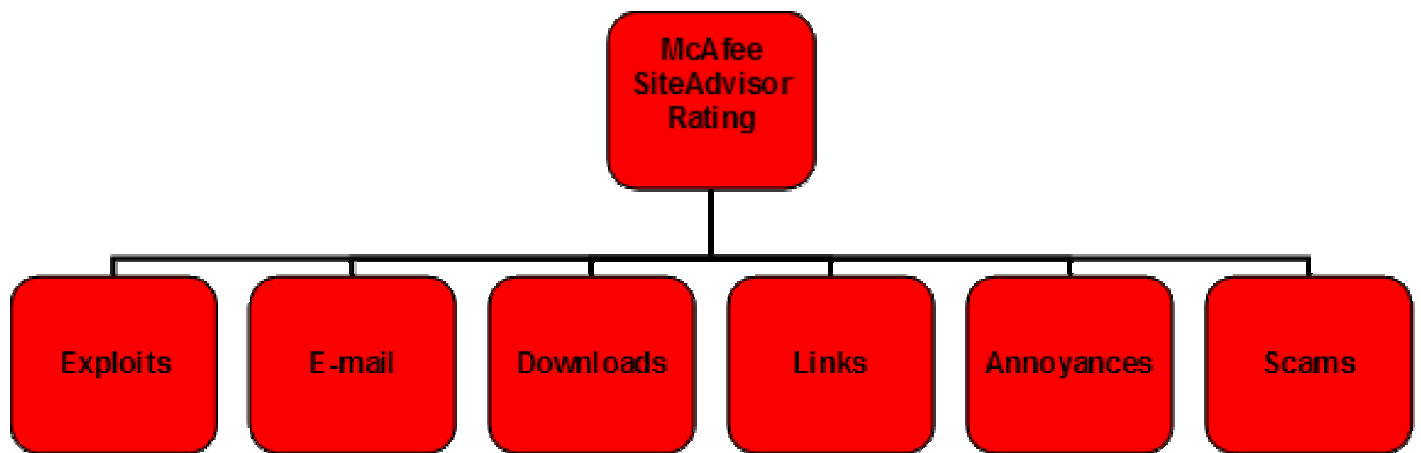 McAfee
SiteAdvisor
Rating
Exploits
E-mail
Downloads
Links
Annoyances
Scams